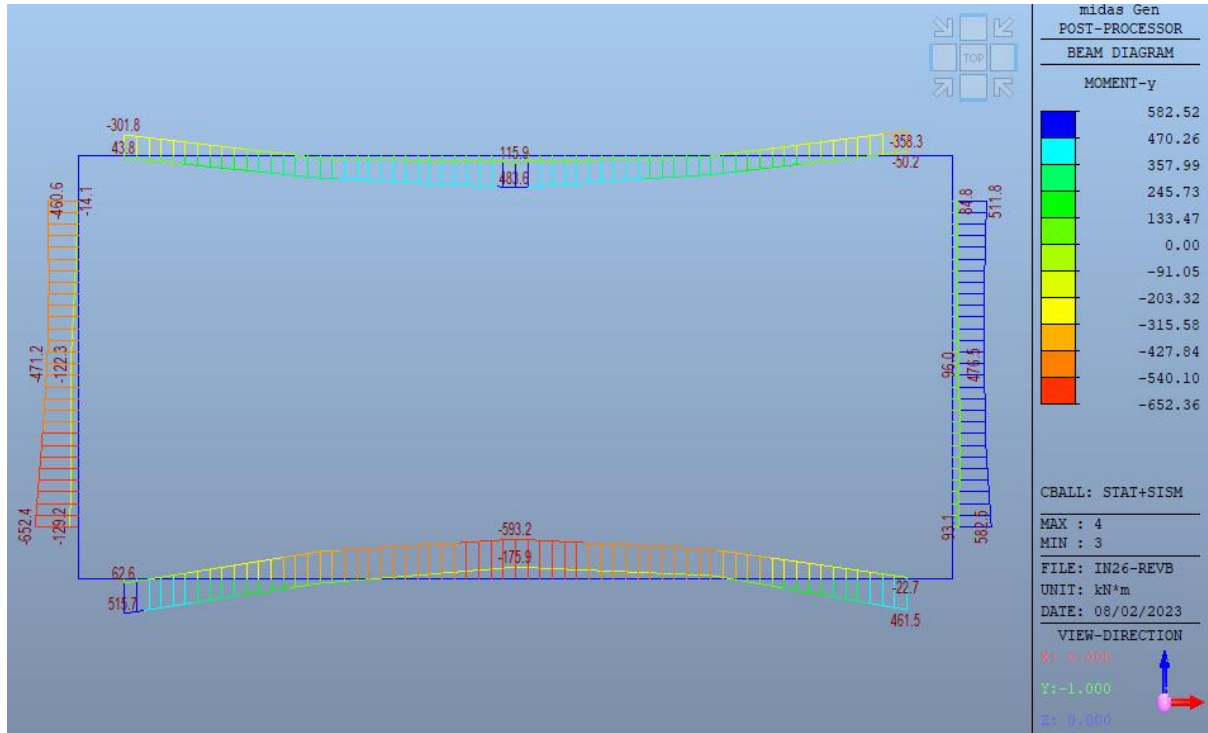 midas Gen
POST-PROCESSOR
BEAM DIAGRAM
MOMENT-y
582.52
470.26
357.99
245.73
133.47
0.00
-91.05
-203.32
-315.58
-427.84
-540.10
-652.36
CBALL: STAT+SISM
MAX : 4
MIN : 3
FILE: IN26-REVB
UNIT: kN*m
DATE: 08/02/2023
VIEW-DIRECTION
X: 0.000
Y:-1.000
Z: 0.000
TOP
-301.8
43.8
115.9
483.6
-358.3
-50.2
-460.6
-14.1
84.8
511.8
-471.2
-122.3
96.0
476.5
-652.4
-129.2
93.1
582.5
-593.2
-175.9
62.6
515.7
-22.7
461.5